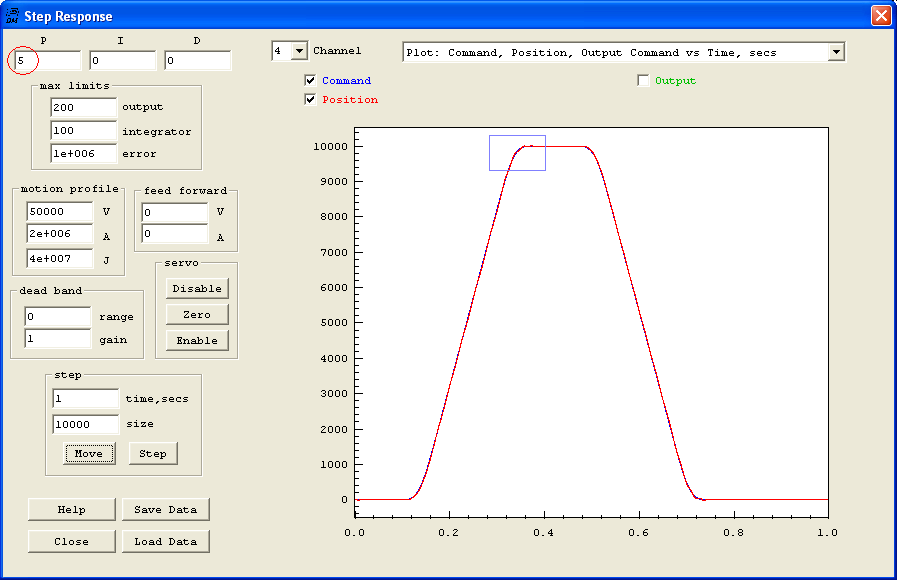 Step Response
P I D
5 0 0
4 Channel
Plot: Command, Position, Output Command vs Time, secs
Command
Position
Output
max limits
200 output
100 integrator
1e+006 error
motion profile
50000 V
2e+006 A
4e+007 J
feed forward
0 V
0 A
servo
Disable
Zero
Enable
dead band
0 range
1 gain
step
1 time,secs
10000 size
Move Step
Help Save Data
Close Load Data
10000
9000
8000
7000
6000
5000
4000
3000
2000
1000
0
0.0 0.2 0.4 0.6 0.8 1.0